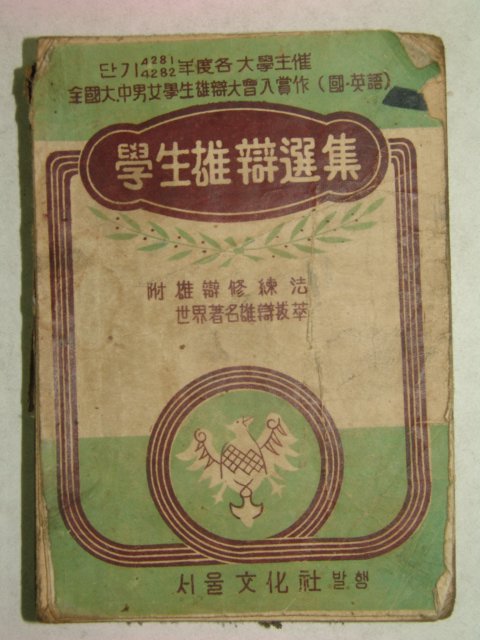 단기 4281 4282 年度各大學主催
全國大中男女學生雄辯大會入賞作 (國·英語)
學生雄辯選集
附 雄辯修練法
世界著名雄辯拔萃
서울文化社 발행